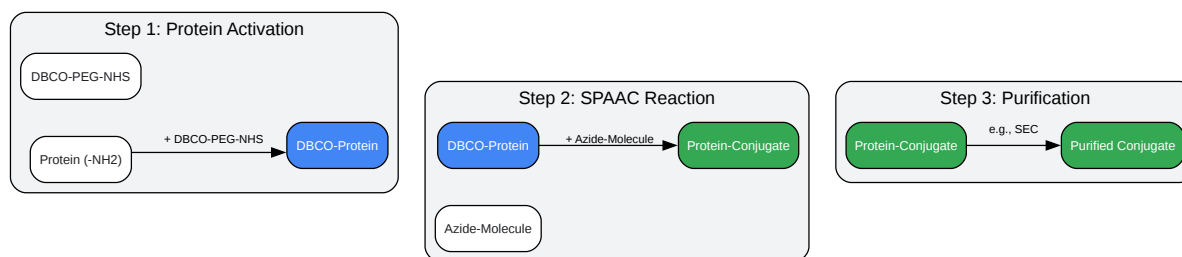 Step 1: Protein Activation
DBCO-PEG-NHS
Protein (-NH2)
+ DBCO-PEG-NHS
DBCO-Protein
Step 2: SPAAC Reaction
DBCO-Protein
+ Azide-Molecule
Protein-Conjugate
Azide-Molecule
Step 3: Purification
Protein-Conjugate
e.g., SEC
Purified Conjugate